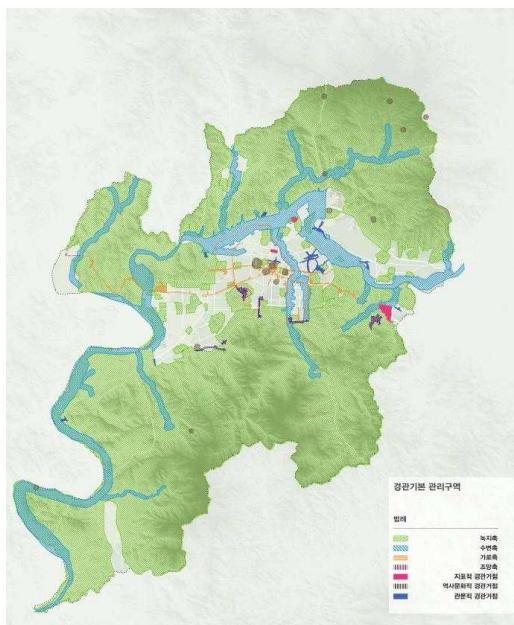 경관기본 관리구역
범례
녹지축
수변축
가로축
조망축
지표적 경관거점
역사문화적 경관거점
관문적 경관거점